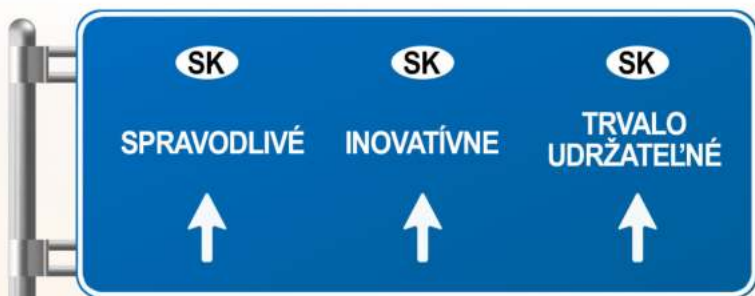 SK SK SK
SPRAVODLIVÉ INOVATÍVNE TRVALO
UDRŽATEĽNÉ